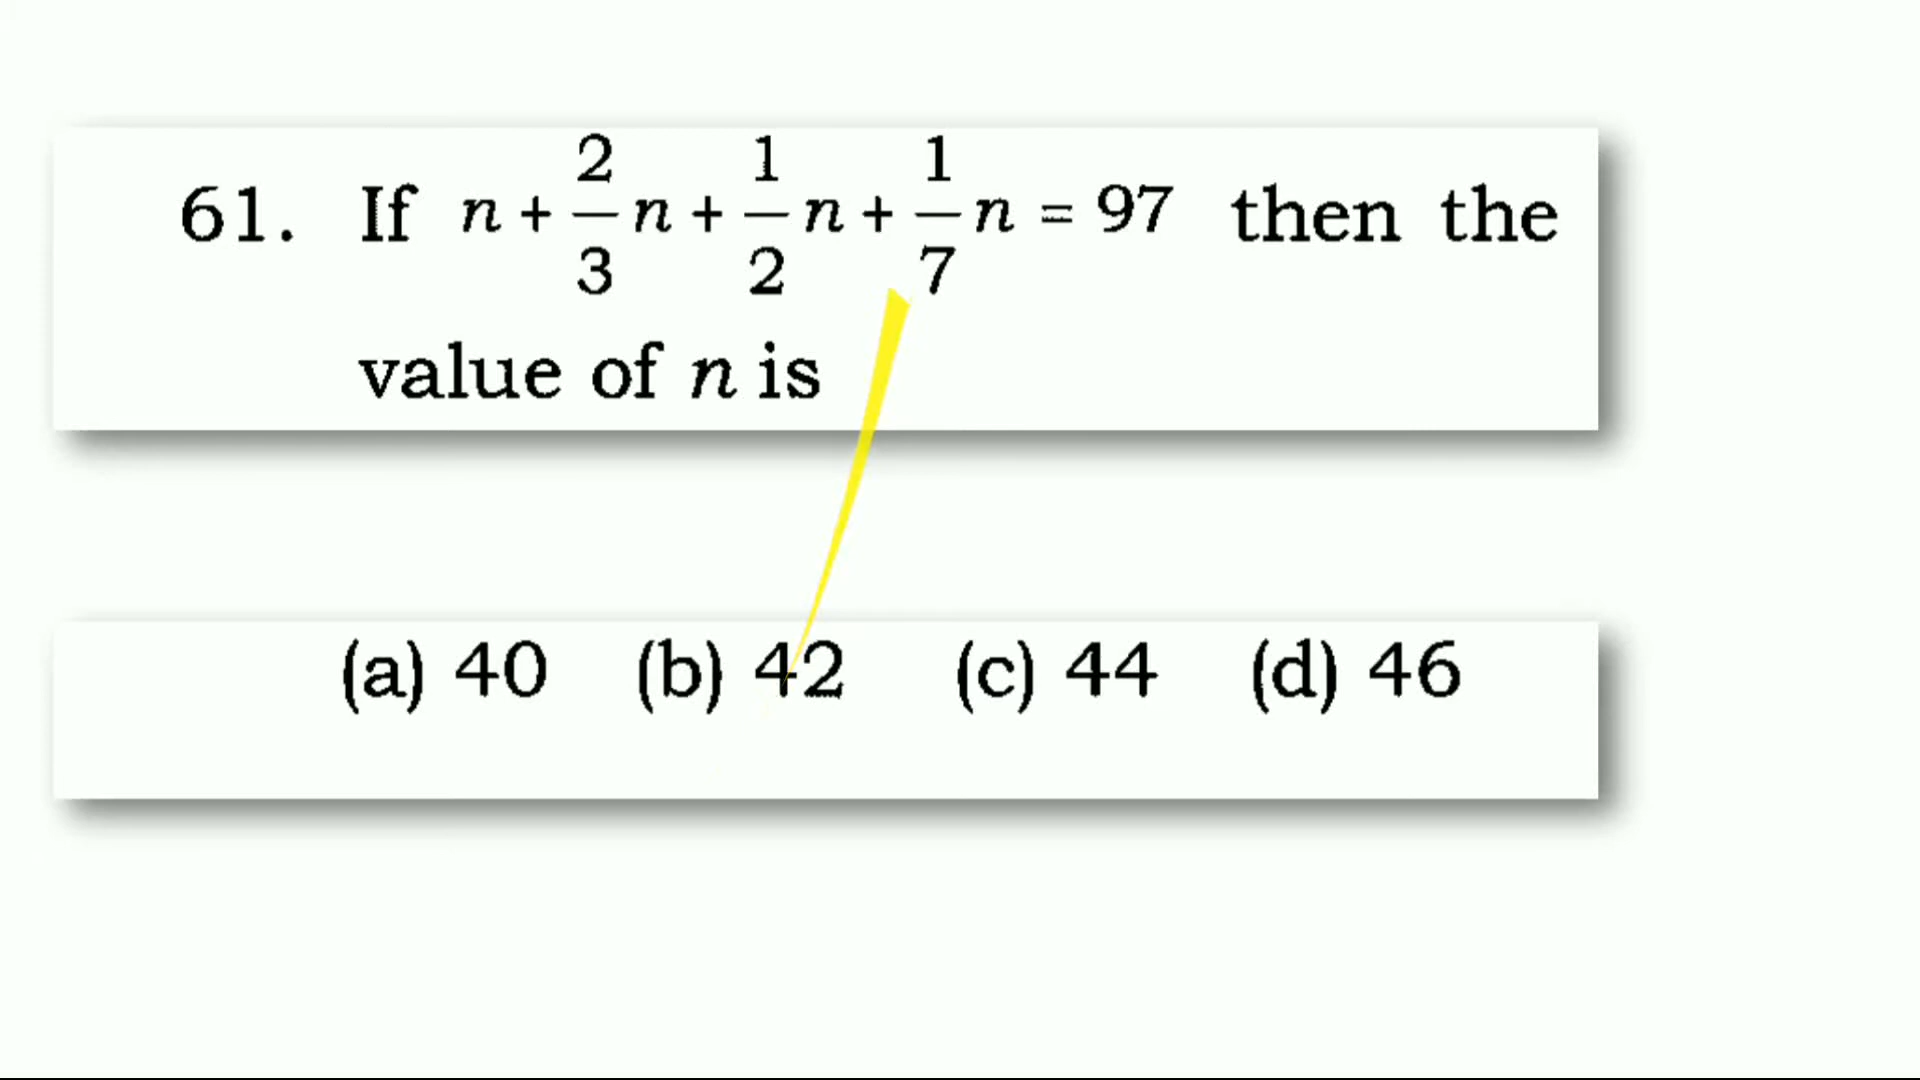 61. If n + 2/3 n + 1/2 n + 1/7 n = 97 then the
value of n is
(a) 40 (b) 42 (c) 44 (d) 46